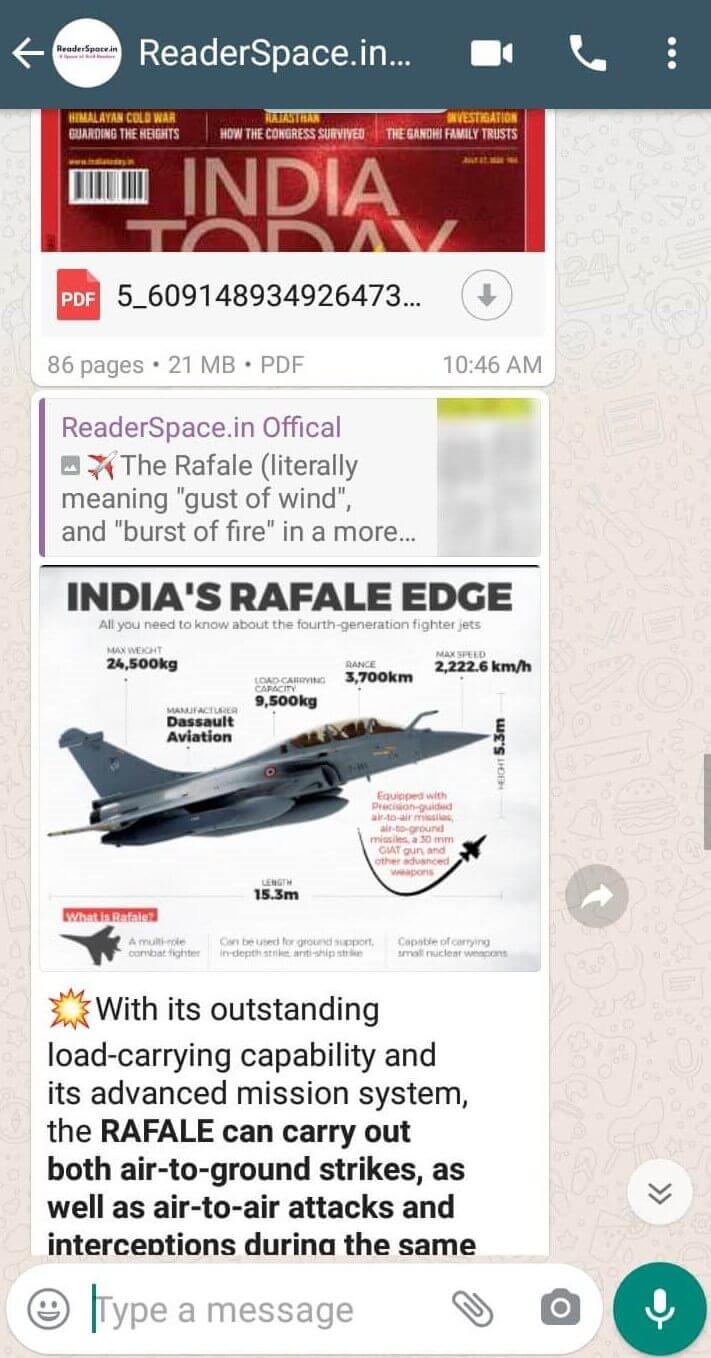 ReaderSpace.in
ReaderSpace.in...
HIMALAYAN COLD WAR
GUARDING THE HEIGHTS
RAJASTHAN
HOW THE CONGRESS SURVIVED
INVESTIGATION
THE GANDHI FAMILY TRUSTS
www.indiatoday.in
INDIA
TODAY
PDF
5_609148934926473...
86 pages • 21 MB • PDF
10:46 AM
ReaderSpace.in Offical
The Rafale (literally
meaning "gust of wind",
and "burst of fire" in a more...
INDIA'S RAFALE EDGE
All you need to know about the fourth-generation fighter jets
MAX WEIGHT
24,500kg
MANUFACTURER
Dassault
Aviation
LOAD-CARRYING
CAPACITY
9,500kg
RANGE
3,700km
MAX SPEED
2,222.6 km/h
HEIGHT 5.3m
Equipped with
Precision-guided
air-to-air missiles,
air-to-ground
missiles, a 30 mm
GIAT gun, and
other advanced
weapons
LENGTH
15.3m
What is Rafale?
A multi-role
combat fighter
Can be used for ground support,
in-depth strike, anti-ship strike
Capable of carrying
small nuclear weapons
With its outstanding
load-carrying capability and
its advanced mission system,
the RAFALE can carry out
both air-to-ground strikes, as
well as air-to-air attacks and
interceptions during the same
Type a message